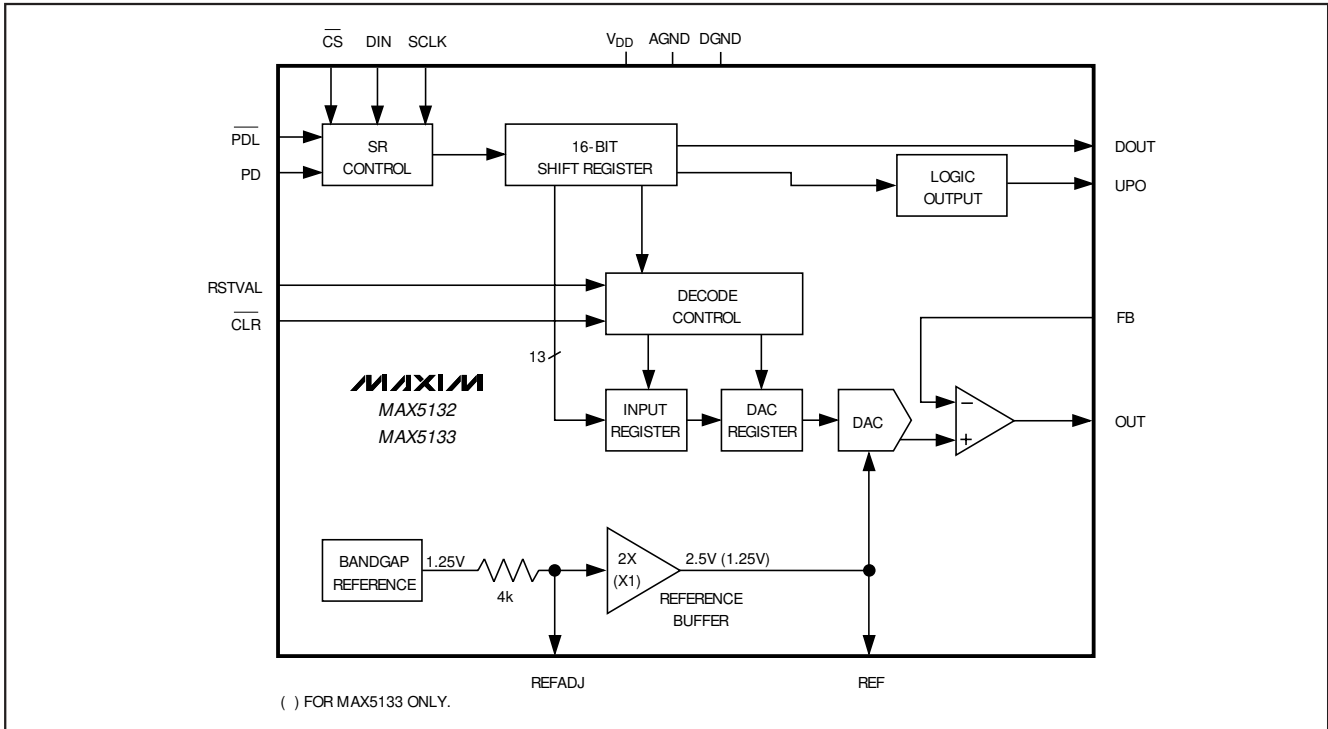 CS DIN SCLK VDD AGND DGND
PDL
PD
SR
CONTROL
16-BIT
SHIFT REGISTER
DOUT
LOGIC
OUTPUT
UPO
RSTVAL
CLR
DECODE
CONTROL
FB
13
MAXIM
MAX5132
MAX5133
INPUT
REGISTER
DAC
REGISTER
DAC
−
+
OUT
BANDGAP
REFERENCE
1.25V
4k
2X
(X1)
2.5V (1.25V)
REFERENCE
BUFFER
REFADJ REF
( ) FOR MAX5133 ONLY.